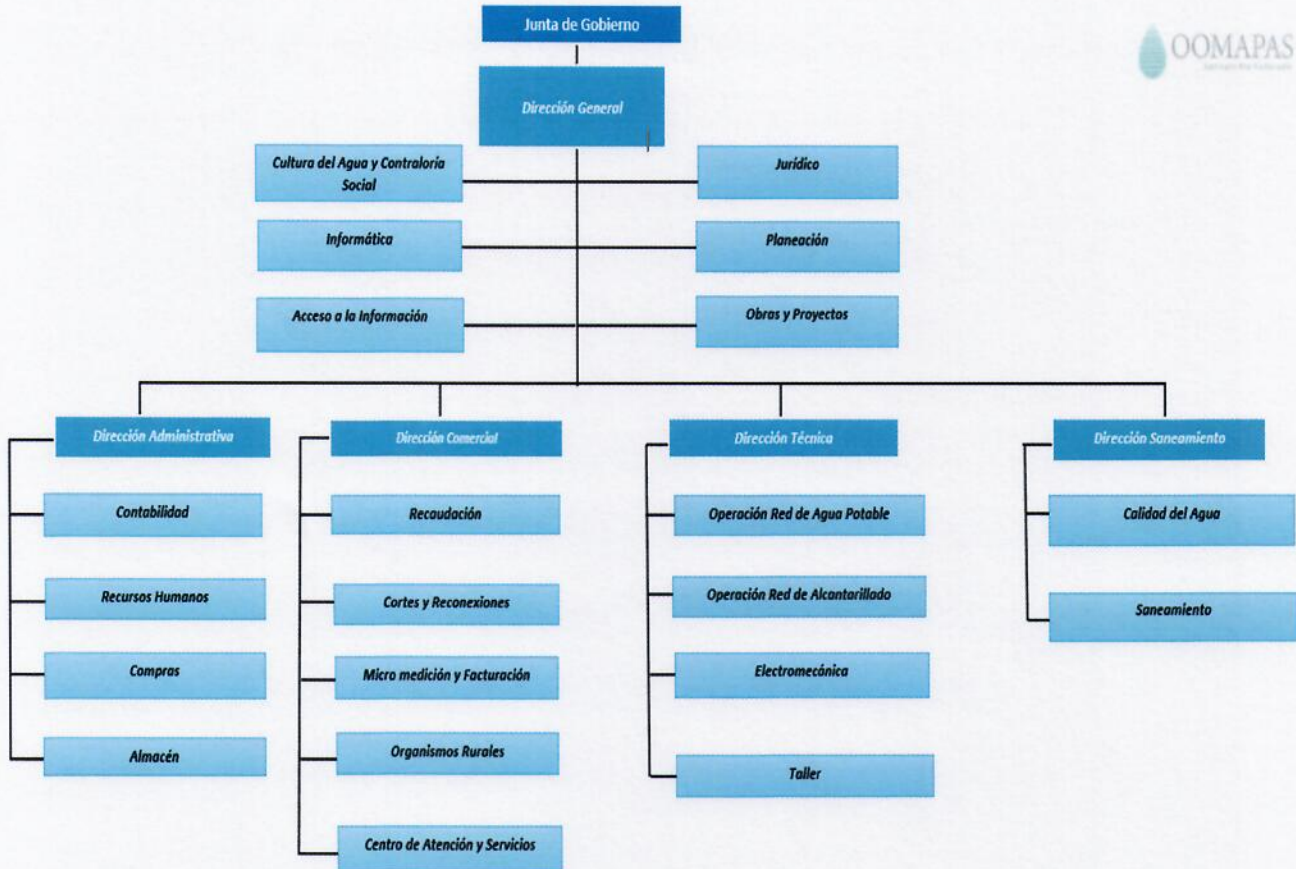 Junta de Gobierno
OOMAPAS
Dirección General
Cultura del Agua y Contraloría
Social
Jurídico
Informática
Planeación
Acceso a la Información
Obras y Proyectos
Dirección Administrativa
Dirección Comercial
Dirección Técnica
Dirección Saneamiento
Contabilidad
Recaudación
Operación Red de Agua Potable
Calidad del Agua
Recursos Humanos
Cortes y Reconexiones
Operación Red de Alcantarillado
Saneamiento
Compras
Micro medición y Facturación
Electromecánica
Almacén
Organismos Rurales
Taller
Centro de Atención y Servicios